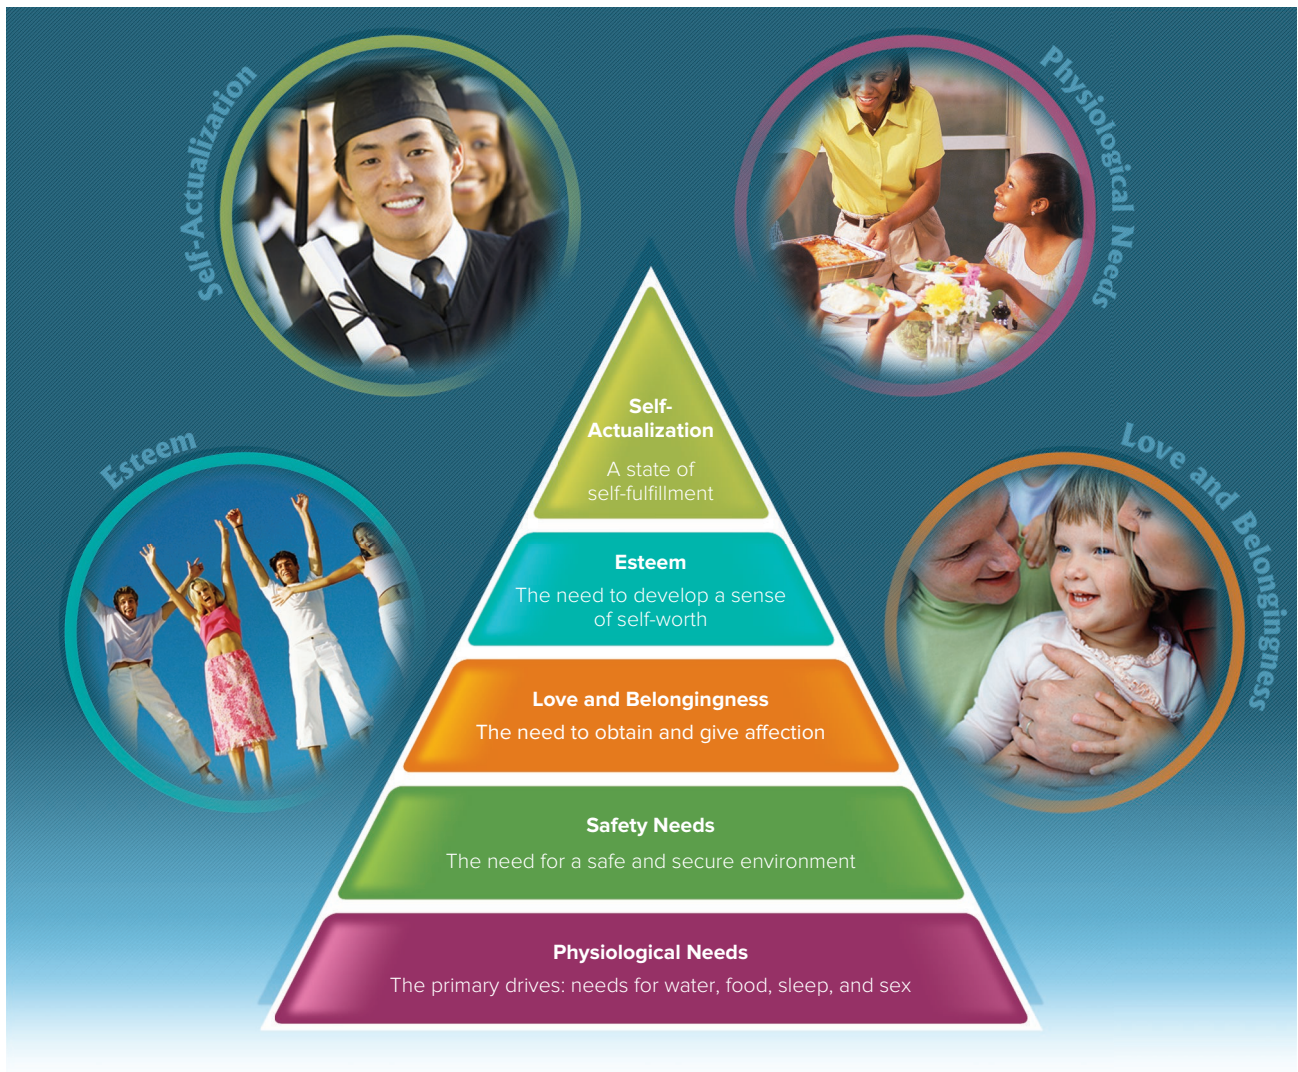 Self-Actualization
Physiological Needs
Esteem
Love and Belongingness
Self-
Actualization
A state of
self-fulfillment
Esteem
The need to develop a sense
of self-worth
Love and Belongingness
The need to obtain and give affection
Safety Needs
The need for a safe and secure environment
Physiological Needs
The primary drives: needs for water, food, sleep, and sex